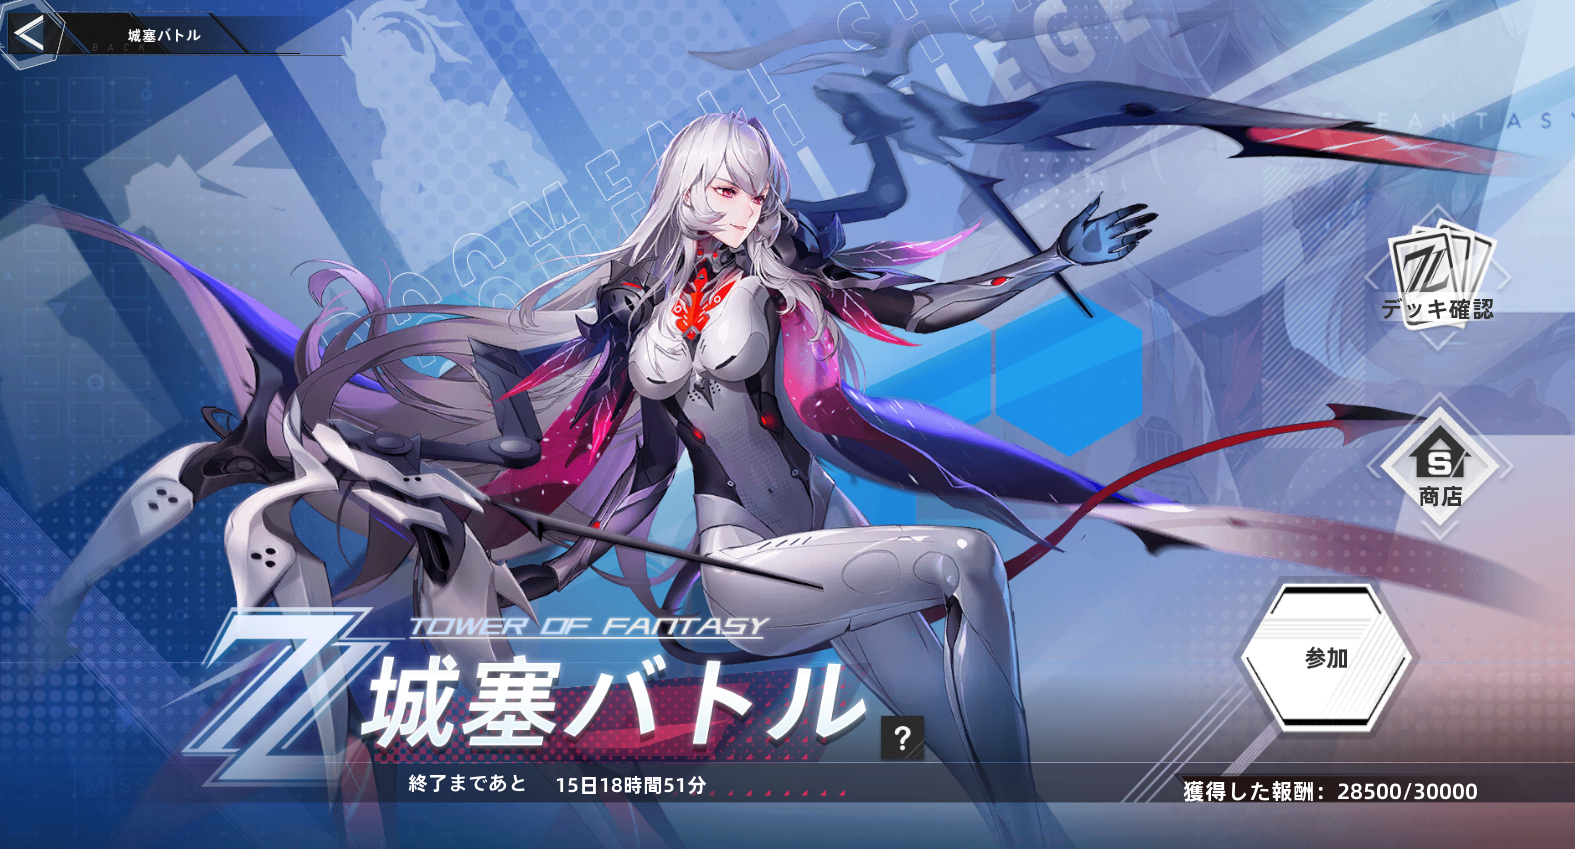 城塞バトル
BACK
SIEGE
FANTASY
デッキ確認
S
商店
参加
TOWER OF FANTASY
城塞バトル
?
終了まであと 15日18時間51分
獲得した報酬: 28500/30000